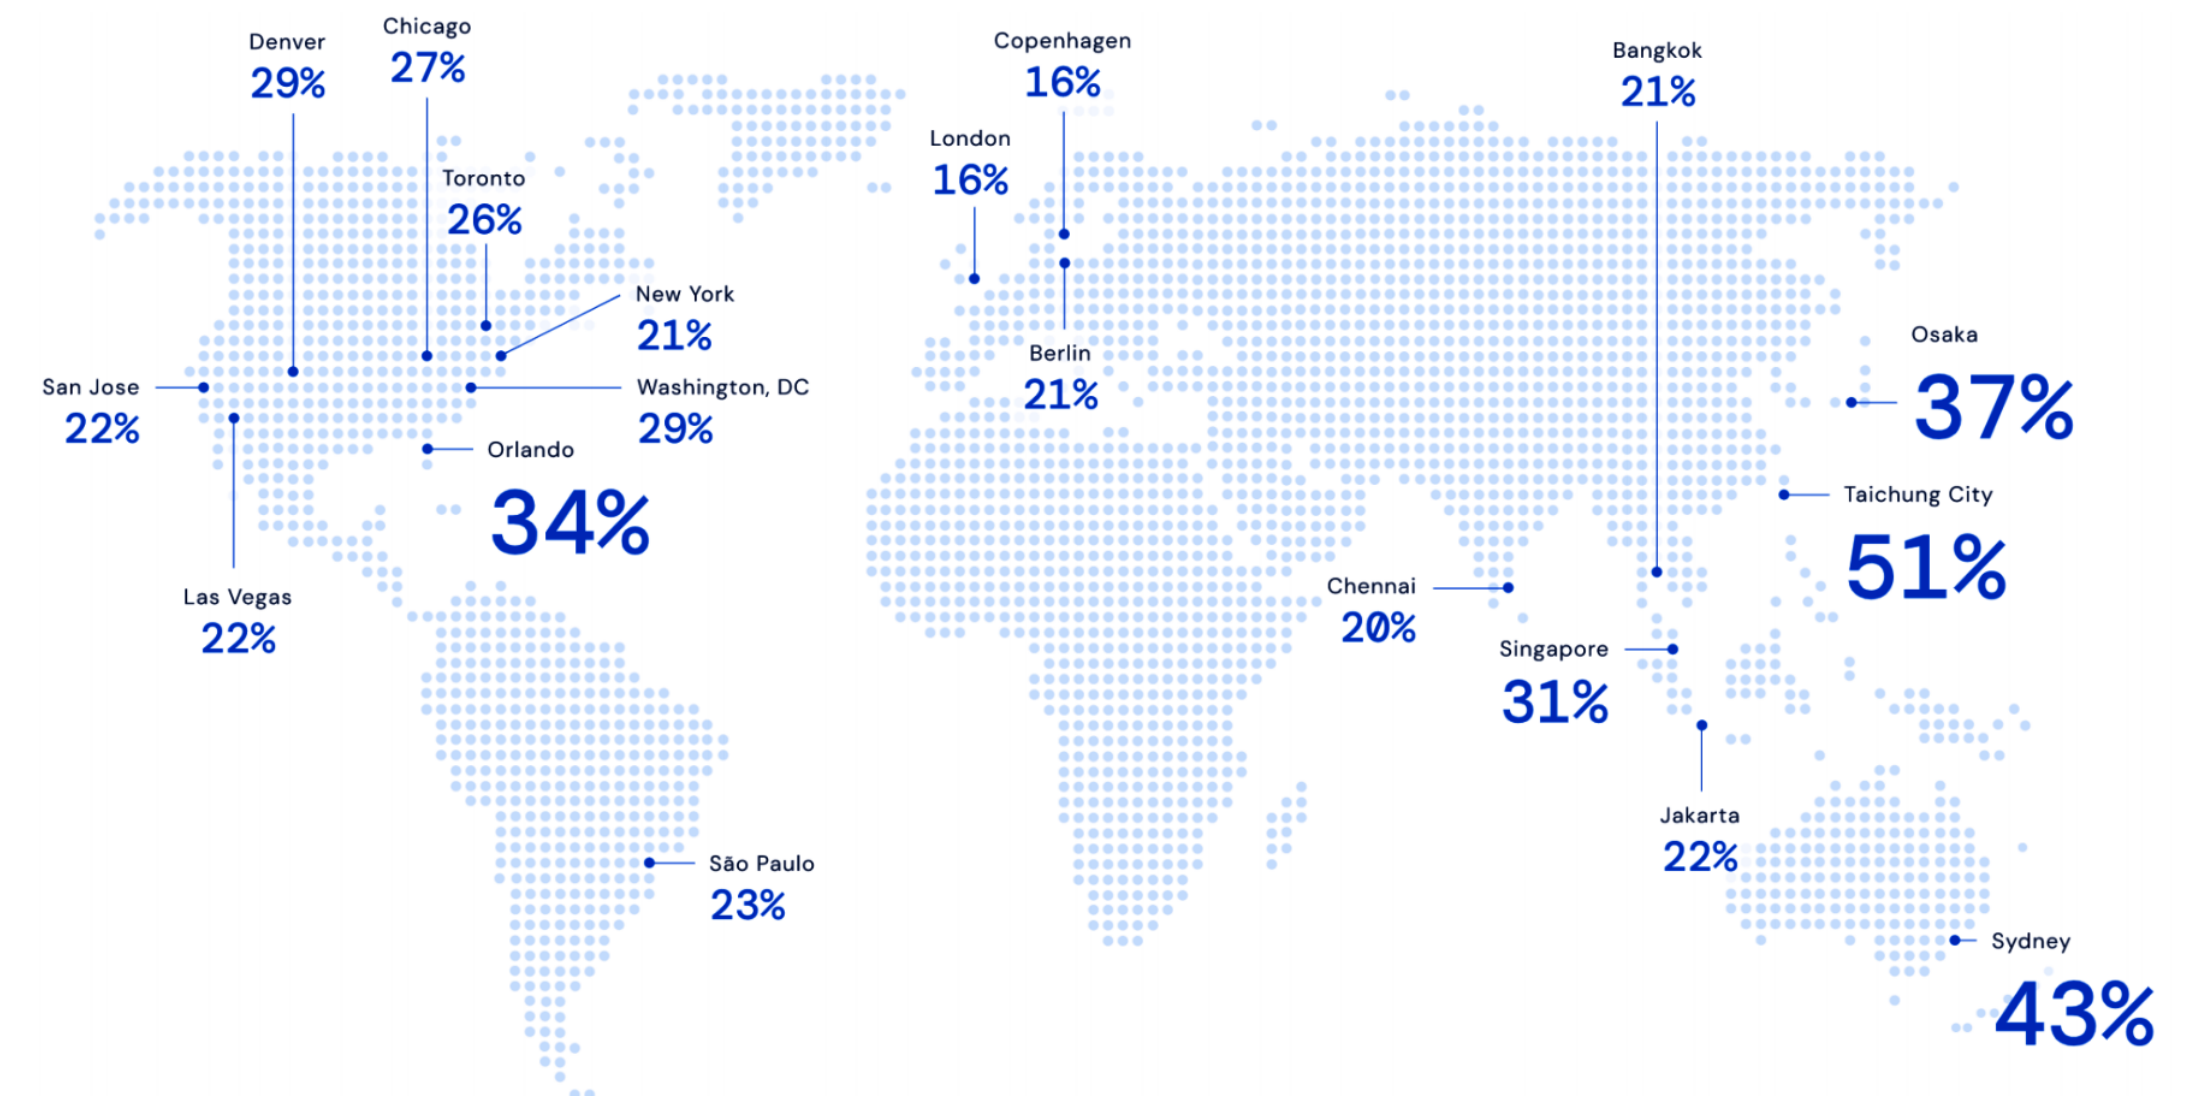 Denver
29%
Chicago
27%
Toronto
26%
New York
21%
San Jose
22%
Washington, DC
29%
Orlando
34%
Las Vegas
22%
São Paulo
23%
Copenhagen
16%
London
16%
Berlin
21%
Bangkok
21%
Osaka
37%
Taichung City
51%
Chennai
20%
Singapore
31%
Jakarta
22%
Sydney
43%